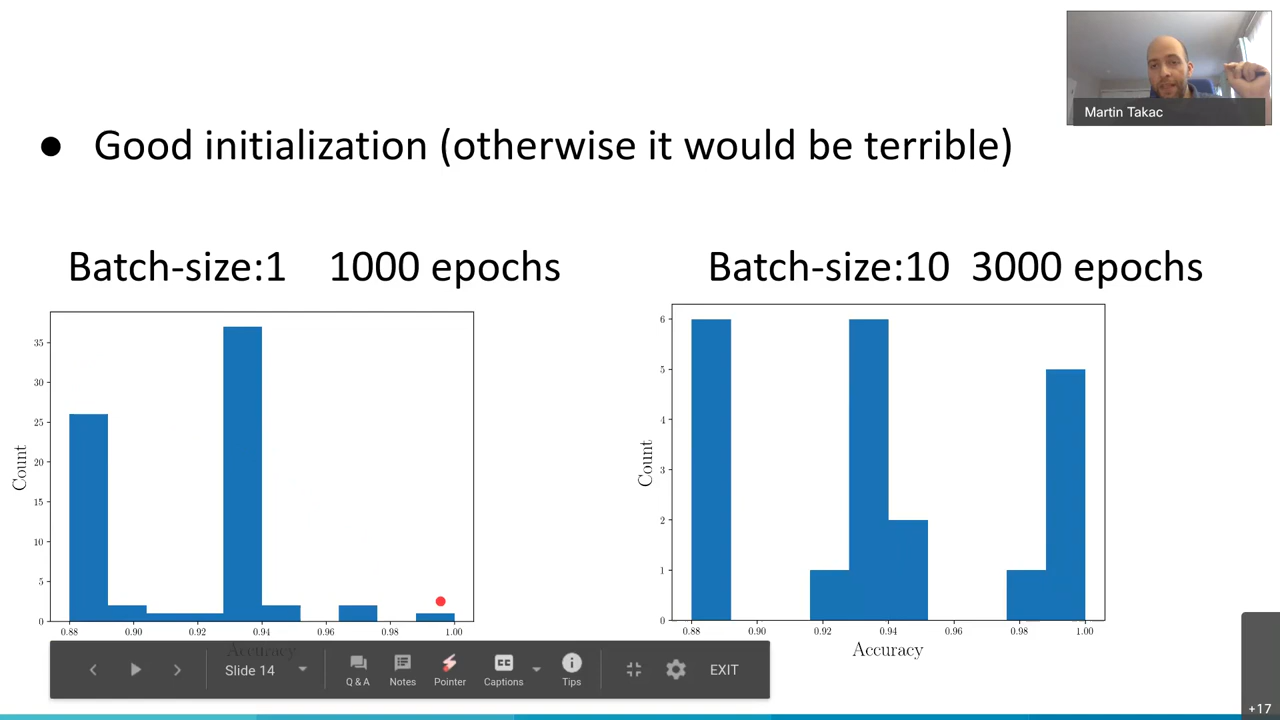 Martin Takac
● Good initialization (otherwise it would be terrible)
Batch-size:1 1000 epochs
Batch-size:10 3000 epochs
Count
35
30
25
20
15
10
5
0
0.88 0.90 0.92 0.94 0.96 0.98 1.00
Accuracy
Count
6
5
4
3
2
1
0
0.88 0.90 0.92 0.94 0.96 0.98 1.00
Accuracy
Slide 14
Q & A
Notes
Pointer
CC
Captions
Tips
EXIT
+17